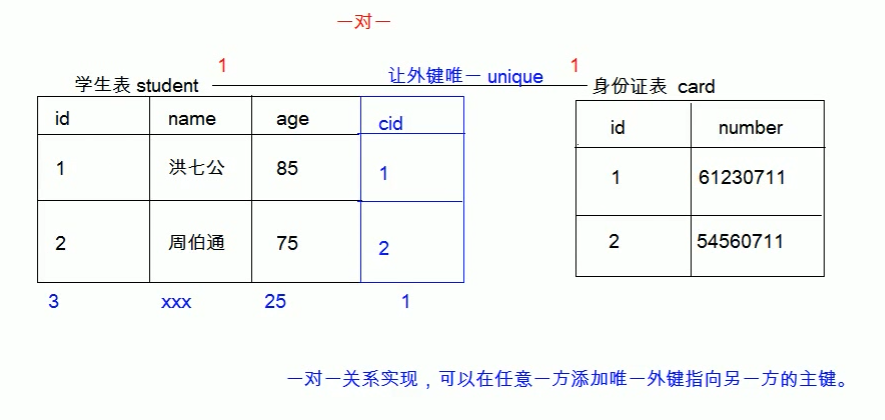 一对一
1 让外键唯一 unique 1
学生表 student
身份证表 card
id name age cid
1 洪七公 85 1
2 周伯通 75 2
3 xxx 25 1
id number
1 61230711
2 54560711
一对一关系实现，可以在任意一方添加唯一外键指向另一方的主键。